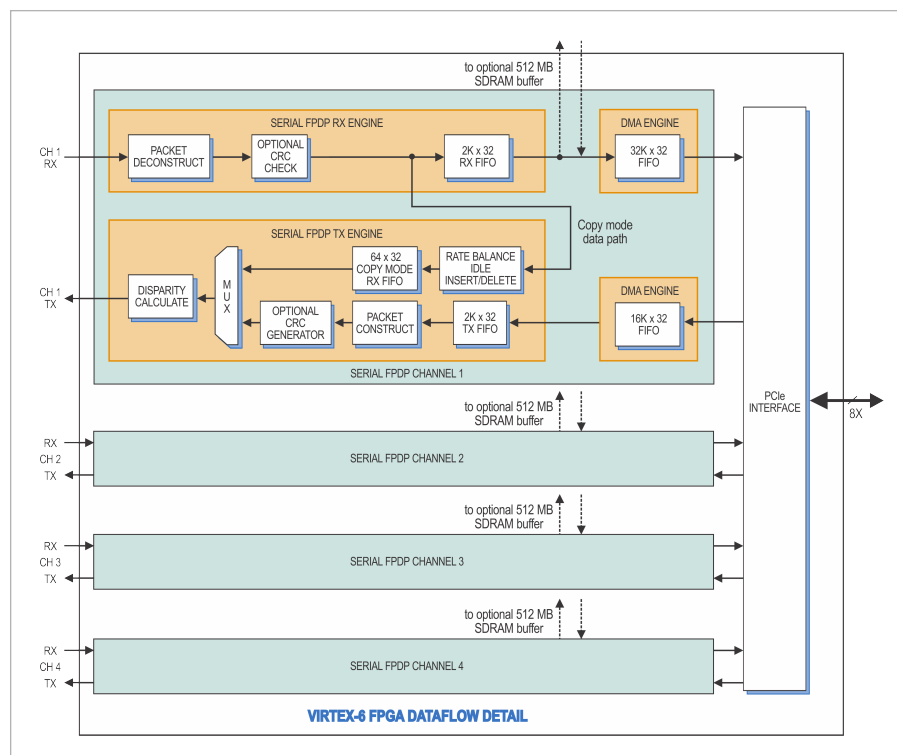 to optional 512 MB
SDRAM buffer
SERIAL FPDP RX ENGINE
DMA ENGINE
CH 1
RX
PACKET
DECONSTRUCT
OPTIONAL
CRC
CHECK
2K x 32
RX FIFO
32K x 32
FIFO
Copy mode
data path
SERIAL FPDP TX ENGINE
CH 1
TX
DISPARITY
CALCULATE
M
U
X
64 x 32
COPY MODE
RX FIFO
RATE BALANCE
IDLE
INSERT/DELETE
OPTIONAL
CRC
GENERATOR
PACKET
CONSTRUCT
2K x 32
TX FIFO
DMA ENGINE
16K x 32
FIFO
SERIAL FPDP CHANNEL 1
PCIe
INTERFACE
8X
to optional 512 MB
SDRAM buffer
RX
CH 2
TX
SERIAL FPDP CHANNEL 2
to optional 512 MB
SDRAM buffer
RX
CH 3
TX
SERIAL FPDP CHANNEL 3
to optional 512 MB
SDRAM buffer
RX
CH 4
TX
SERIAL FPDP CHANNEL 4
VIRTEX-6 FPGA DATAFLOW DETAIL